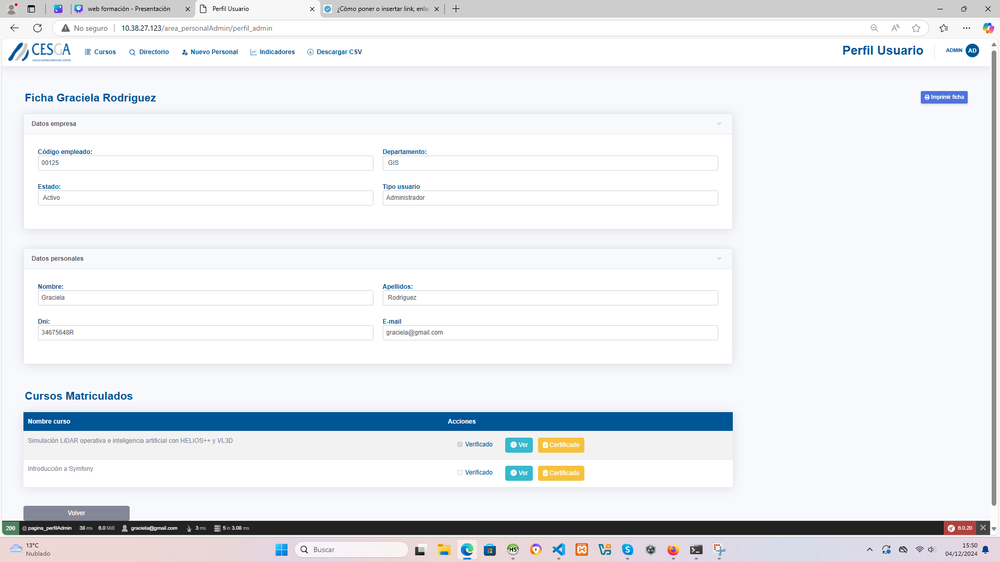 web formación - Presentación
Perfil Usuario
¿Cómo poner o insertar link, enla
No seguro
10.38.27.123/area_personalAdmin/perfil_admin
CESGA
GALICIA SUPERCOMPUTING CENTER
Cursos
Directorio
Nuevo Personal
Indicadores
Descargar CSV
Perfil Usuario
ADMIN
AD
Ficha Graciela Rodriguez
Imprimir ficha
Datos empresa
Código empleado:
Departamento:
00125
GIS
Estado:
Tipo usuario
Activo
Administrador
Datos personales
Nombre:
Apellidos:
Graciela
Rodriguez
Dni:
E-mail
34675648R
graciela@gmail.com
Cursos Matriculados
Nombre curso
Acciones
Simulación LiDAR operativa e inteligencia artificial con HELIOS++ y VL3D
Verificado
Ver
Certificado
Introducción a Symfony
Verificado
Ver
Certificado
Volver
200 @ pagina_perfilAdmin 38 ms 6.0 MiB graciela@gmail.com 3 ms 5 in 3.08 ms
sf 6.0.20
13°C
Nublado
Buscar
HS
15:50
04/12/2024